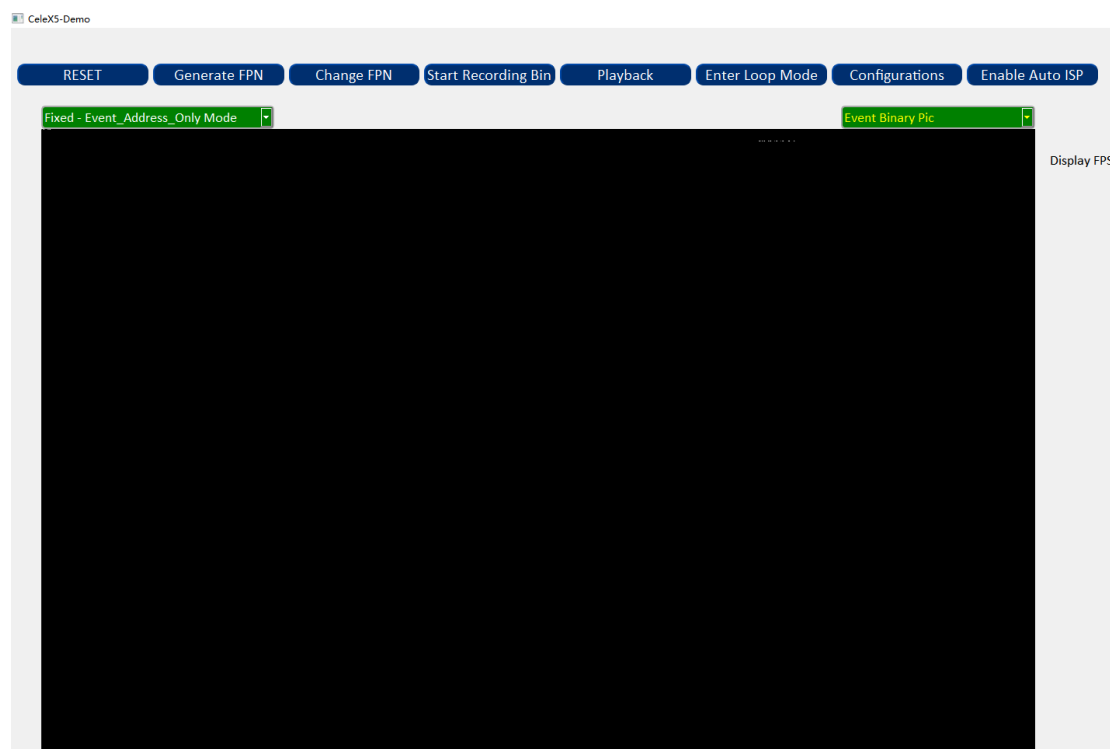 CeleX5-Demo
RESET Generate FPN Change FPN Start Recording Bin Playback Enter Loop Mode Configurations Enable Auto ISP
Fixed - Event_Address_Only Mode Event Binary Pic
Display FPS